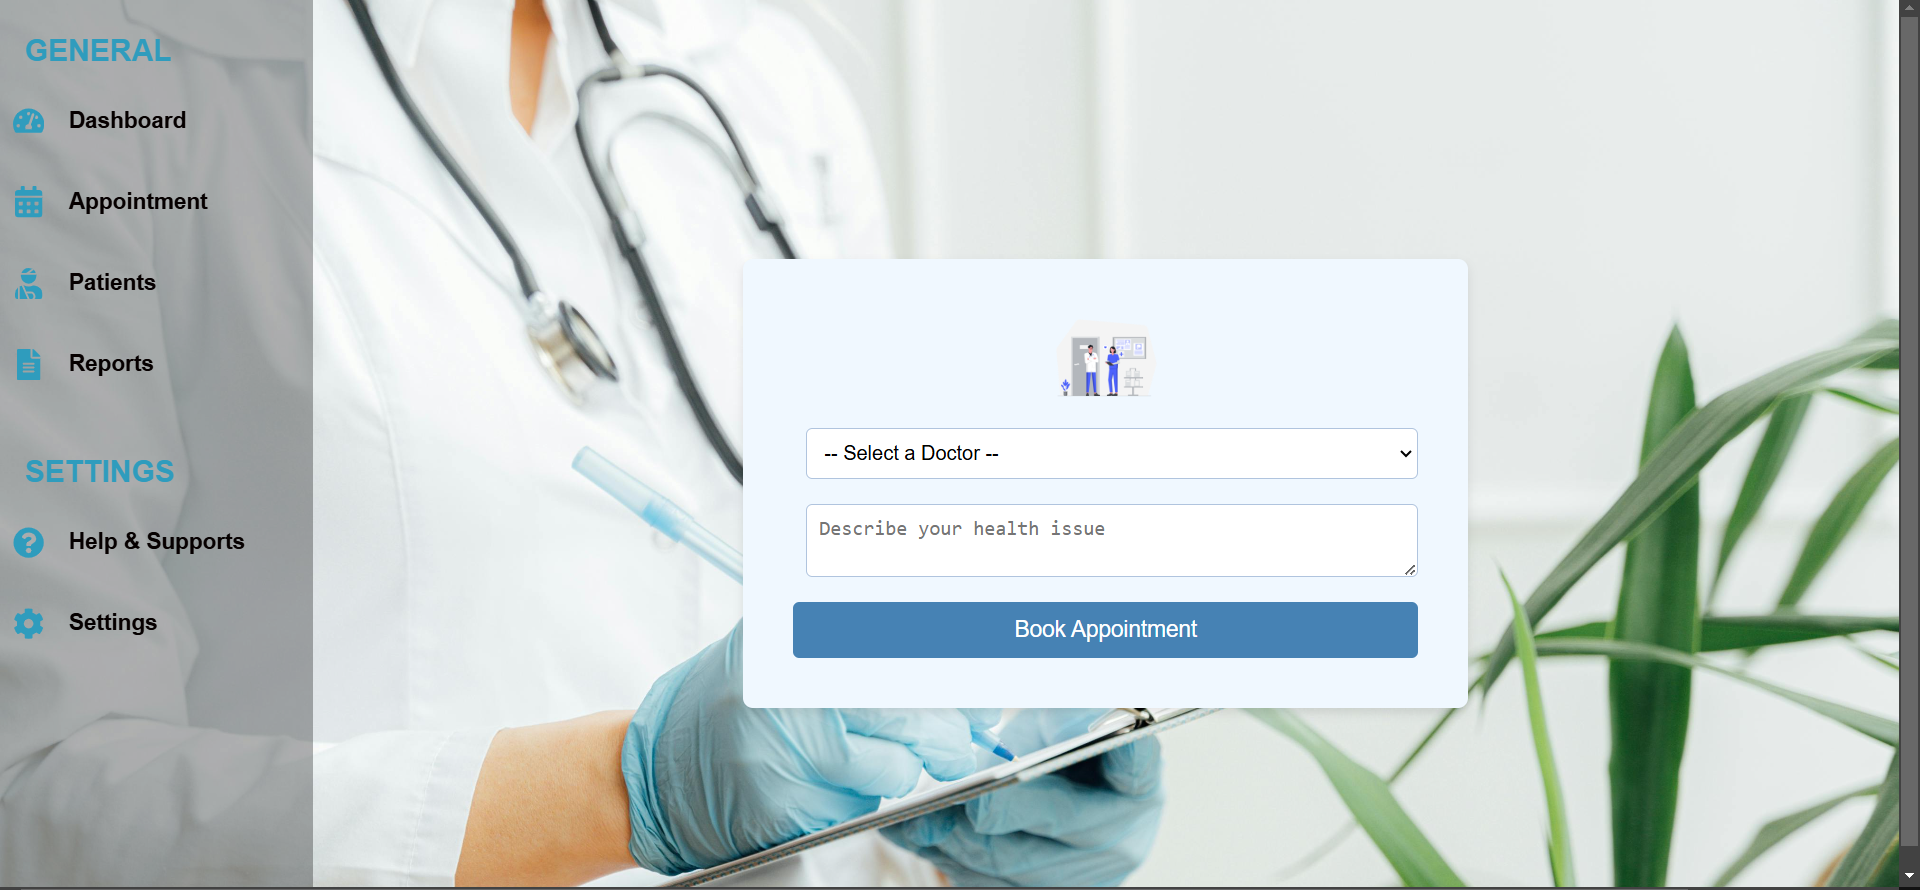 GENERAL
Dashboard
Appointment
Patients
Reports
SETTINGS
Help & Supports
Settings
-- Select a Doctor --
Describe your health issue
Book Appointment